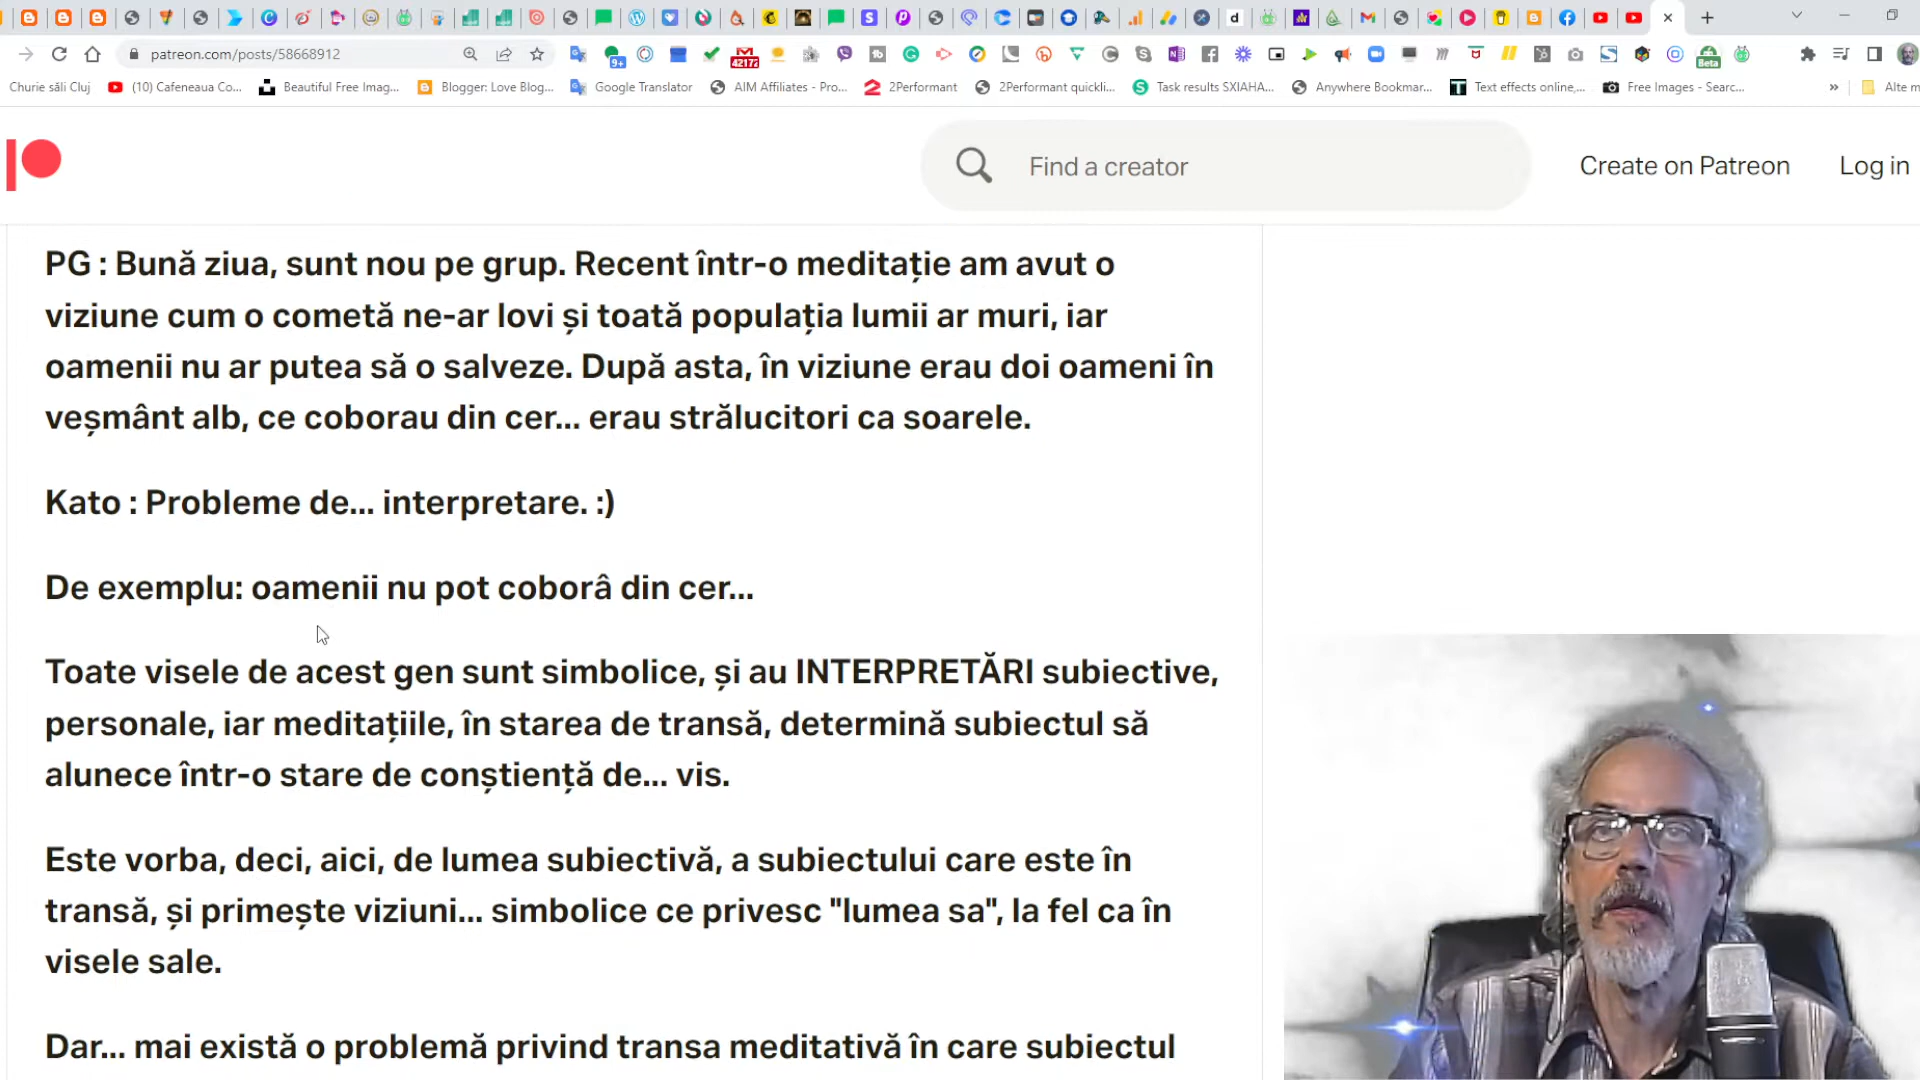 patreon.com/posts/58668912
9+
42172
Beta
Churie săli Cluj
(10) Cafeneaua Co...
Beautiful Free Imag...
Blogger: Love Blog...
Google Translator
AIM Affiliates - Pro...
2Performant
2Performant quickli...
Task results SXIAHA...
Anywhere Bookmar...
Text effects online,...
Free Images - Searc...
»
Alte m
Find a creator
Create on Patreon
Log in
PG : Bună ziua, sunt nou pe grup. Recent într-o meditație am avut o
viziune cum o cometă ne-ar lovi și toată populația lumii ar muri, iar
oamenii nu ar putea să o salveze. După asta, în viziune erau doi oameni în
veșmânt alb, ce coborau din cer... erau strălucitori ca soarele.
Kato : Probleme de... interpretare. :)
De exemplu: oamenii nu pot coborâ din cer...
Toate visele de acest gen sunt simbolice, și au INTERPRETĂRI subiective,
personale, iar meditațiile, în starea de transă, determină subiectul să
alunece într-o stare de conștiență de... vis.
Este vorba, deci, aici, de lumea subiectivă, a subiectului care este în
transă, și primește viziuni... simbolice ce privesc "lumea sa", la fel ca în
visele sale.
Dar... mai există o problemă privind transa meditativă în care subiectul